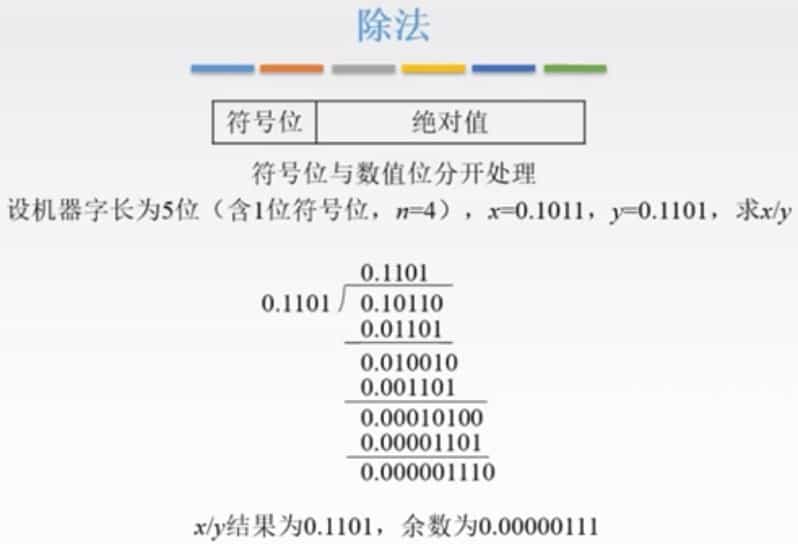 除法
符号位 绝对值
符号位与数值位分开处理
设机器字长为5位（含1位符号位，n=4），x=0.1011，y=0.1101，求x/y
0.1101
0.1101 0.10110
0.01101
0.010010
0.001101
0.00010100
0.00001101
0.000001110
x/y结果为0.1101，余数为0.00000111